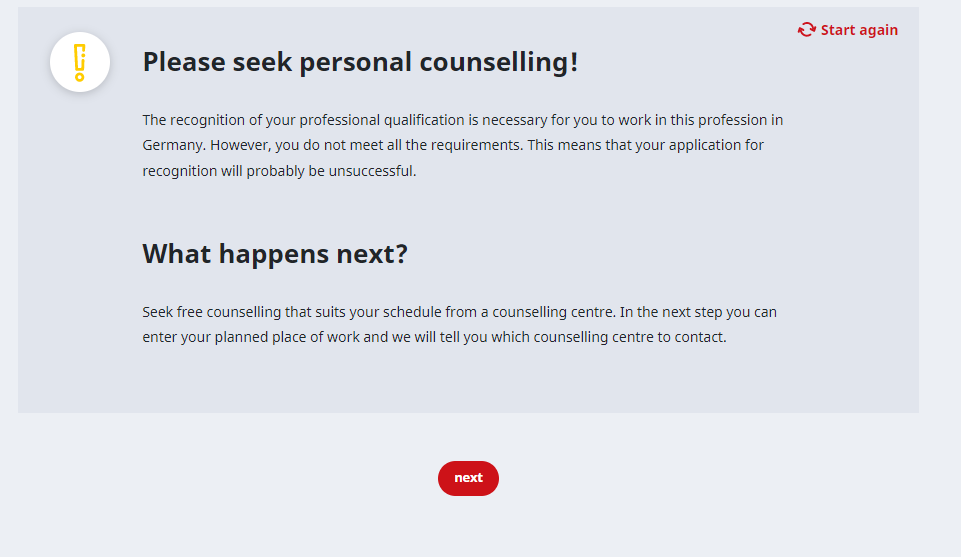 Start again
Please seek personal counselling!
The recognition of your professional qualification is necessary for you to work in this profession in
Germany. However, you do not meet all the requirements. This means that your application for
recognition will probably be unsuccessful.
What happens next?
Seek free counselling that suits your schedule from a counselling centre. In the next step you can
enter your planned place of work and we will tell you which counselling centre to contact.
next